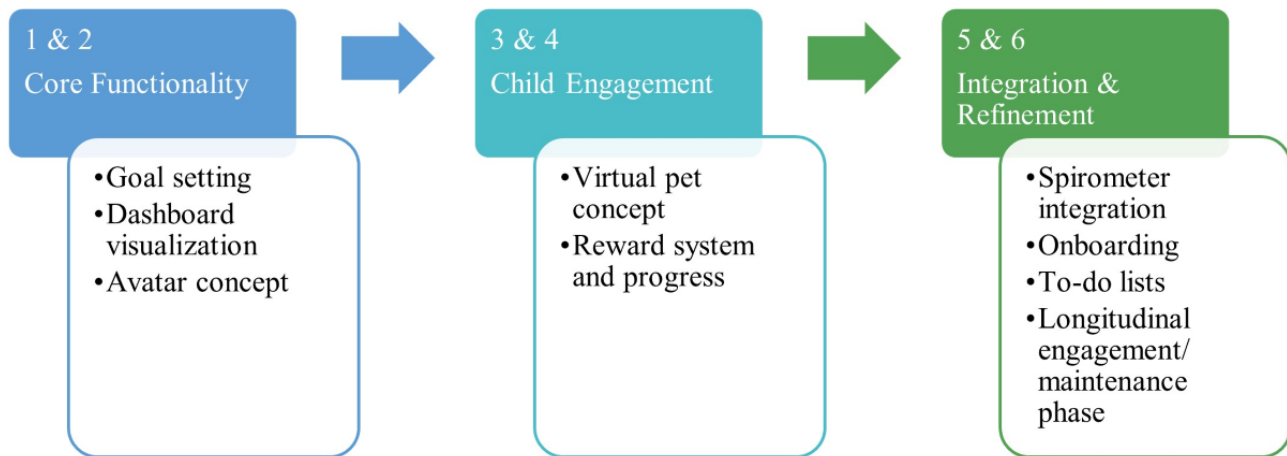 1 & 2
Core Functionality
•Goal setting
•Dashboard
visualization
•Avatar concept
3 & 4
Child Engagement
•Virtual pet
concept
•Reward system
and progress
5 & 6
Integration &
Refinement
•Spirometer
integration
•Onboarding
•To-do lists
•Longitudinal
engagement/
maintenance
phase